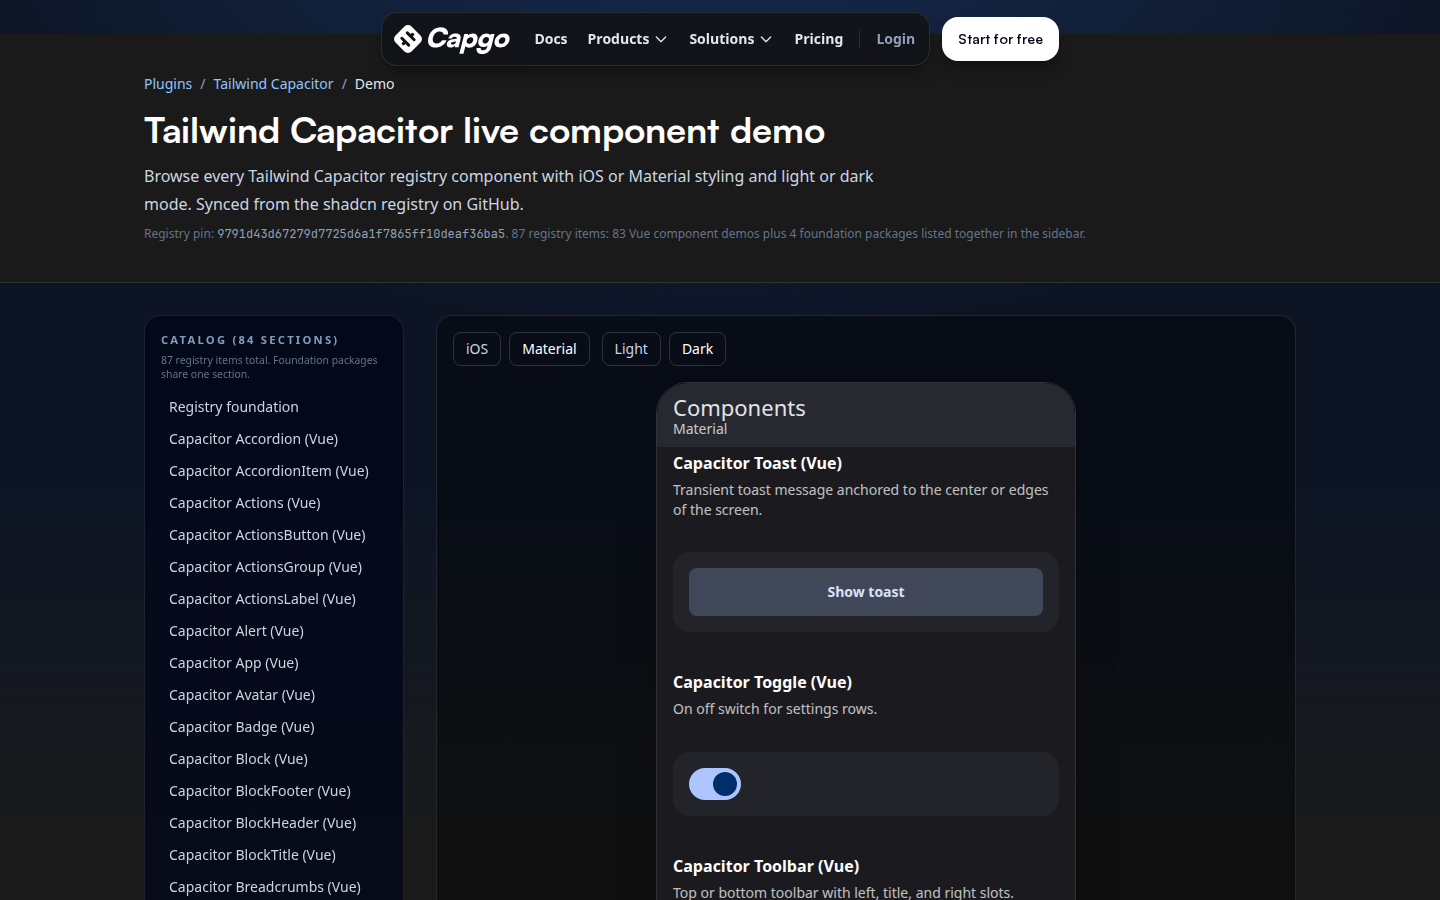 Capgo
Docs
Products
Solutions
Pricing
Login
Start for free
Plugins / Tailwind Capacitor / Demo
Tailwind Capacitor live component demo
Browse every Tailwind Capacitor registry component with iOS or Material styling and light or dark
mode. Synced from the shadcn registry on GitHub.
Registry pin: 9791d43d67279d7725d6a1f7865ff10deaf36ba5. 87 registry items: 83 Vue component demos plus 4 foundation packages listed together in the sidebar.
CATALOG (84 SECTIONS)
87 registry items total. Foundation packages
share one section.
Registry foundation
Capacitor Accordion (Vue)
Capacitor AccordionItem (Vue)
Capacitor Actions (Vue)
Capacitor ActionsButton (Vue)
Capacitor ActionsGroup (Vue)
Capacitor ActionsLabel (Vue)
Capacitor Alert (Vue)
Capacitor App (Vue)
Capacitor Avatar (Vue)
Capacitor Badge (Vue)
Capacitor Block (Vue)
Capacitor BlockFooter (Vue)
Capacitor BlockHeader (Vue)
Capacitor BlockTitle (Vue)
Capacitor Breadcrumbs (Vue)
iOS
Material
Light
Dark
Components
Material
Capacitor Toast (Vue)
Transient toast message anchored to the center or edges
of the screen.
Show toast
Capacitor Toggle (Vue)
On off switch for settings rows.
Capacitor Toolbar (Vue)
Top or bottom toolbar with left, title, and right slots.